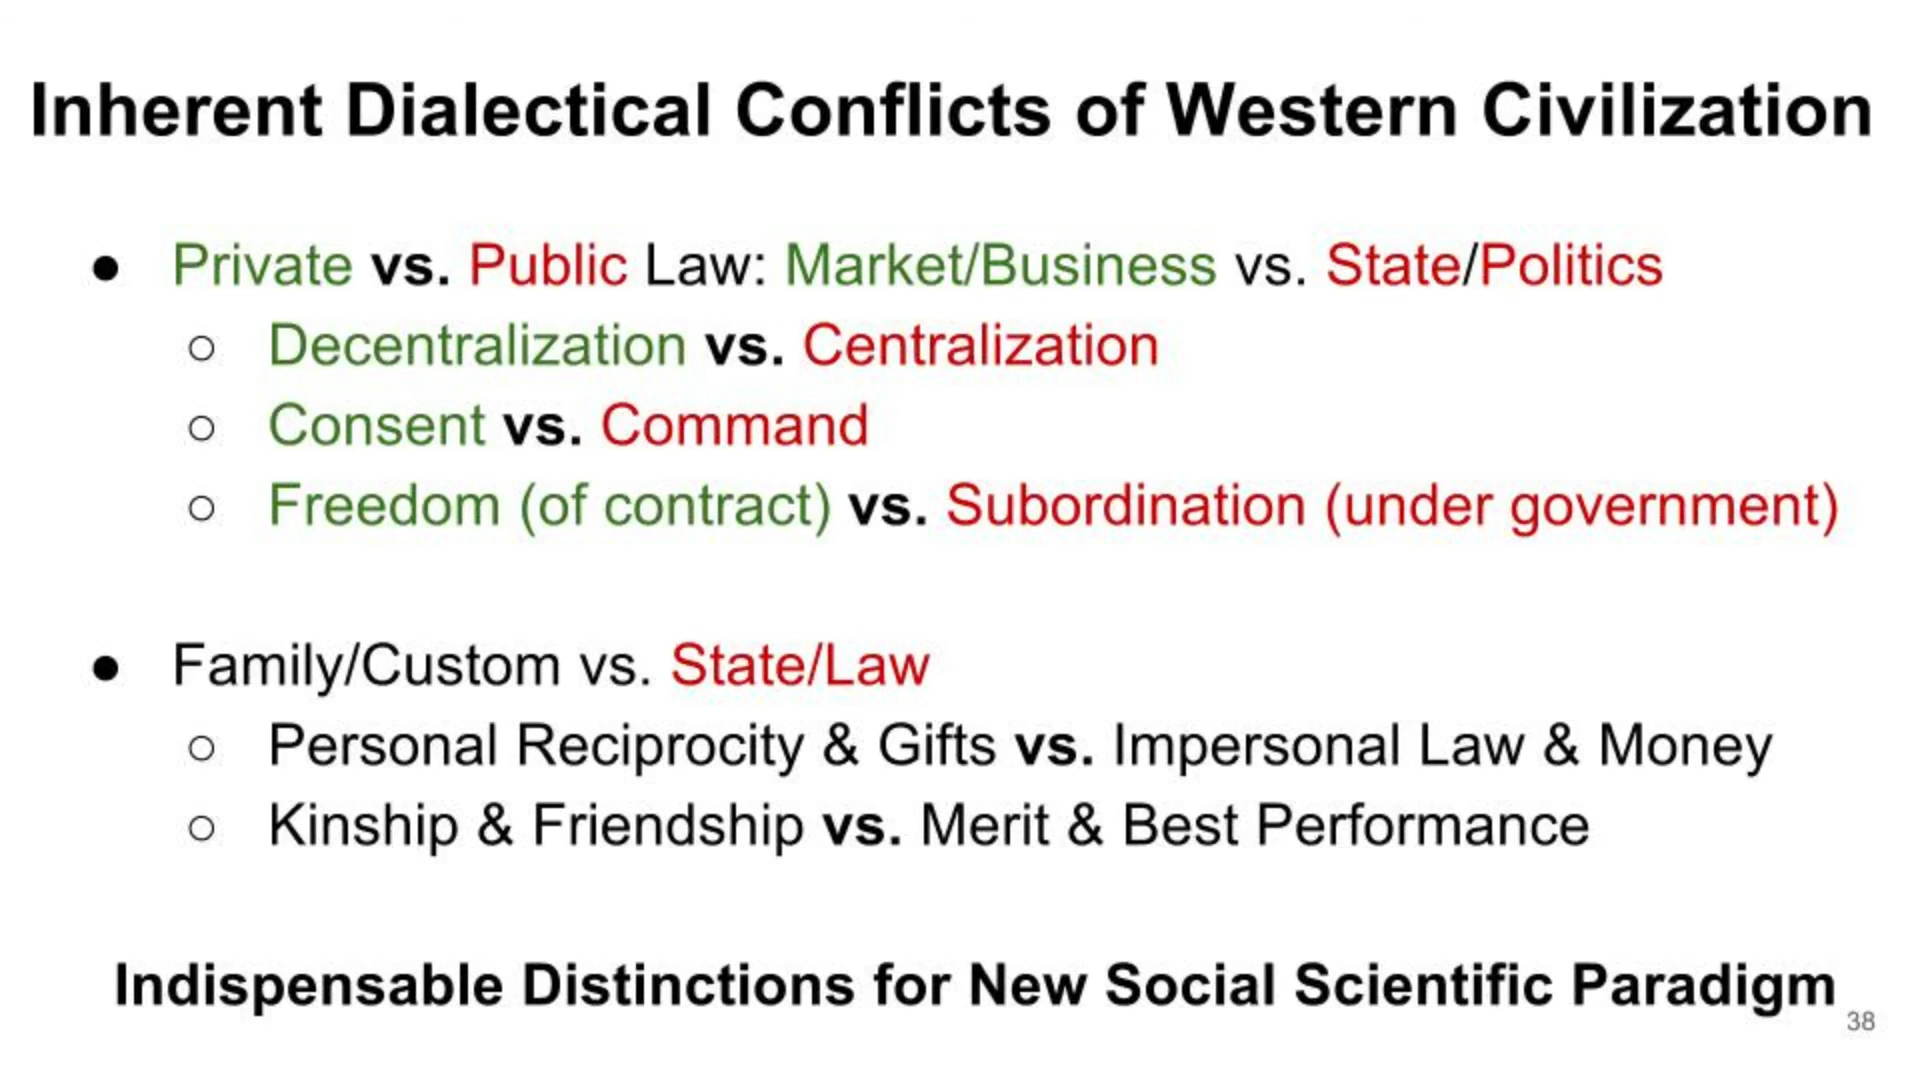 Inherent Dialectical Conflicts of Western Civilization
● Private vs. Public Law: Market/Business vs. State/Politics
○ Decentralization vs. Centralization
○ Consent vs. Command
○ Freedom (of contract) vs. Subordination (under government)
● Family/Custom vs. State/Law
○ Personal Reciprocity & Gifts vs. Impersonal Law & Money
○ Kinship & Friendship vs. Merit & Best Performance
Indispensable Distinctions for New Social Scientific Paradigm
38